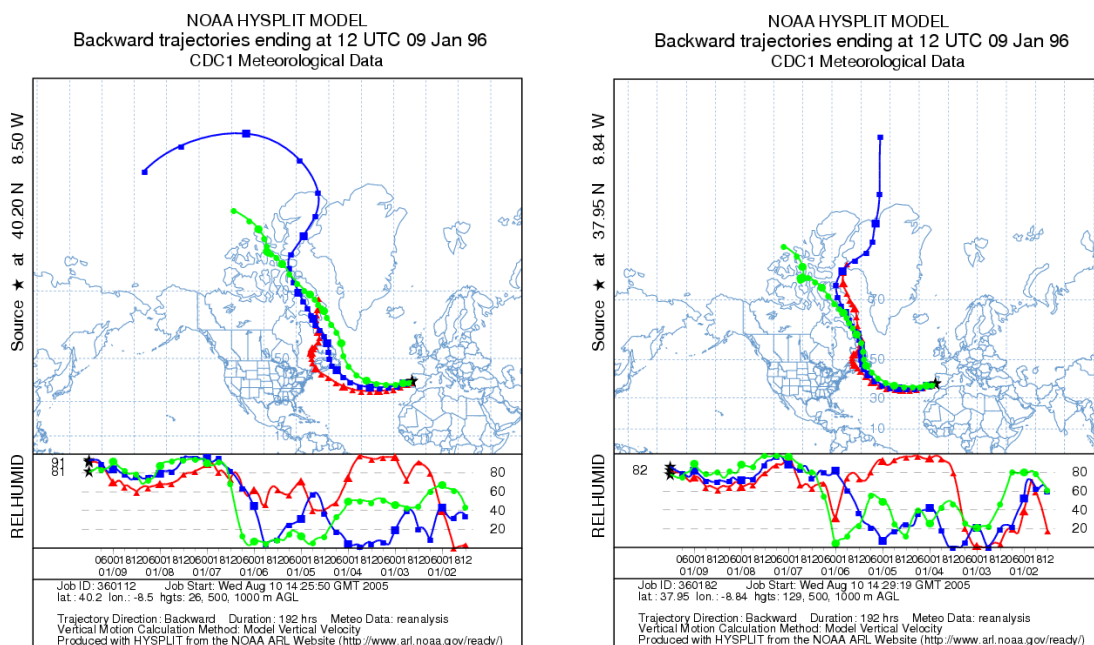 NOAA HYSPLIT MODEL
Backward trajectories ending at 12 UTC 09 Jan 96
CDC1 Meteorological Data
Source ★ at 40.20 N 8.50 W
50
10
RELHUMID
91
81
80
60
40
20
0600181206001812060018120600181206001812060018120600181206001812
01/09 01/08 01/07 01/06 01/05 01/04 01/03 01/02
Job ID: 360112 Job Start: Wed Aug 10 14:25:50 GMT 2005
lat.: 40.2 lon.: -8.5 hgts: 26, 500, 1000 m AGL
Trajectory Direction: Backward Duration: 192 hrs Meteo Data: reanalysis
Vertical Motion Calculation Method: Model Vertical Velocity
Produced with HYSPLIT from the NOAA ARL Website (http://www.arl.noaa.gov/ready/)
NOAA HYSPLIT MODEL
Backward trajectories ending at 12 UTC 09 Jan 96
CDC1 Meteorological Data
Source ★ at 37.95 N 8.84 W
70
50
30
10
RELHUMID
82
80
60
40
20
0600181206001812060018120600181206001812060018120600181206001812
01/09 01/08 01/07 01/06 01/05 01/04 01/03 01/02
Job ID: 360182 Job Start: Wed Aug 10 14:29:19 GMT 2005
lat.: 37.95 lon.: -8.84 hgts: 129, 500, 1000 m AGL
Trajectory Direction: Backward Duration: 192 hrs Meteo Data: reanalysis
Vertical Motion Calculation Method: Model Vertical Velocity
Produced with HYSPLIT from the NOAA ARL Website (http://www.arl.noaa.gov/ready/)